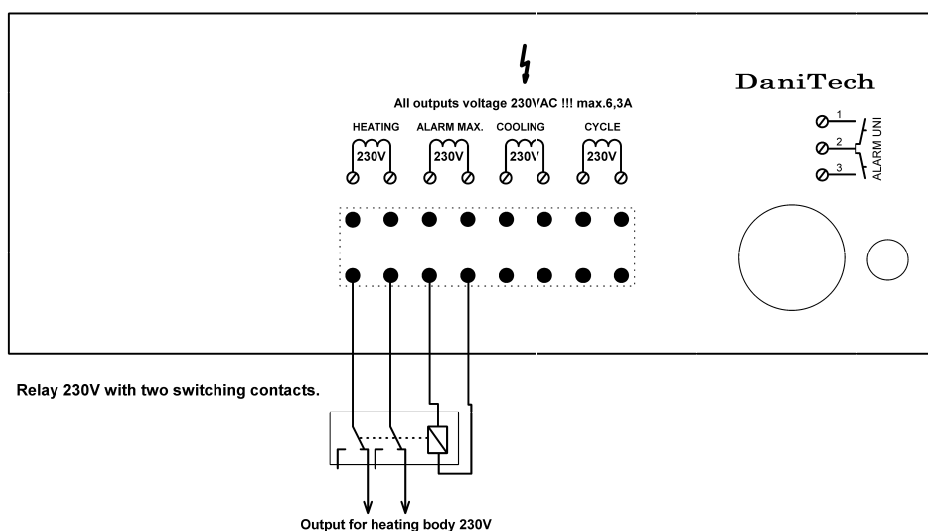 DaniTech
All outputs voltage 230VAC !!! max.6,3A
HEATING ALARM MAX. COOLING CYCLE
230V 230V 230V 230V
1
2
3
ALARM UNI
Relay 230V with two switching contacts.
Output for heating body 230V